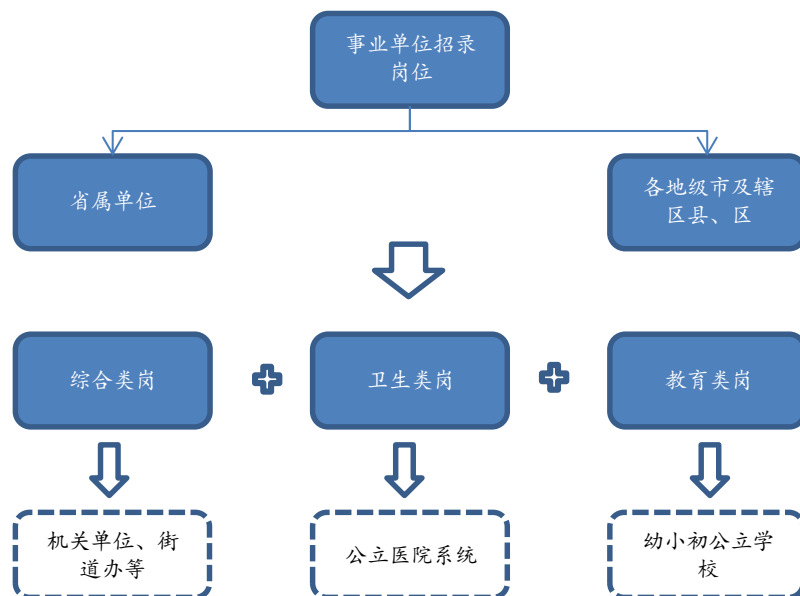 事业单位招录
岗位
省属单位
各地级市及辖
区县、区
综合类岗
卫生类岗
教育类岗
机关单位、街
道办等
公立医院系统
幼小初公立学
校